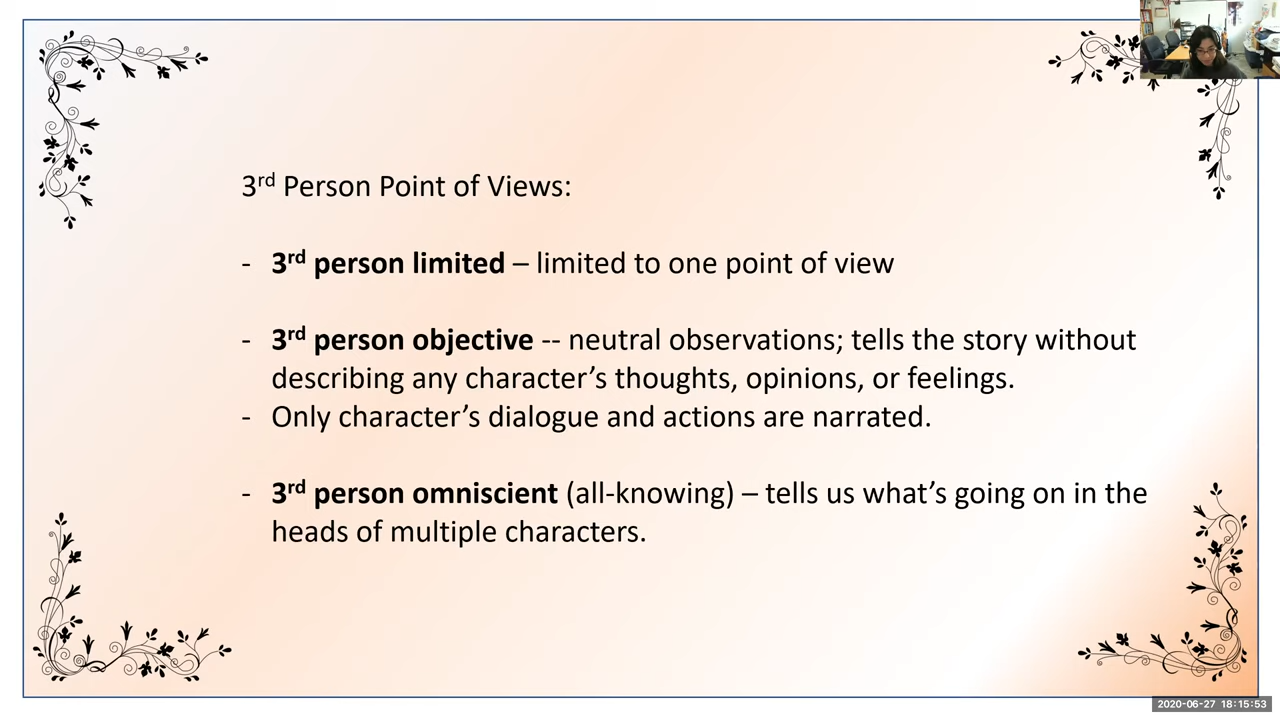 3rd Person Point of Views:
- 3rd person limited – limited to one point of view
- 3rd person objective -- neutral observations; tells the story without
describing any character’s thoughts, opinions, or feelings.
- Only character’s dialogue and actions are narrated.
- 3rd person omniscient (all-knowing) – tells us what’s going on in the
heads of multiple characters.
2020-06-27 18:15:53